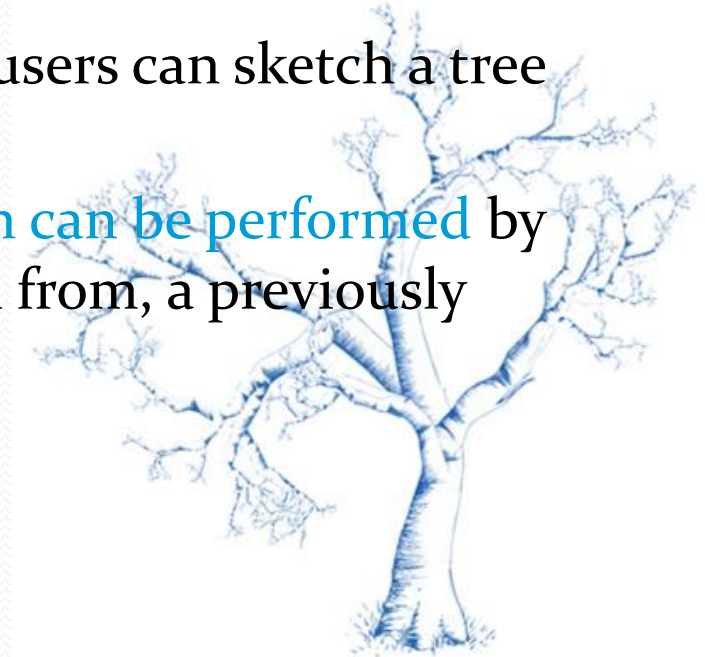 users can sketch a tree
can be performed by
from, a previously